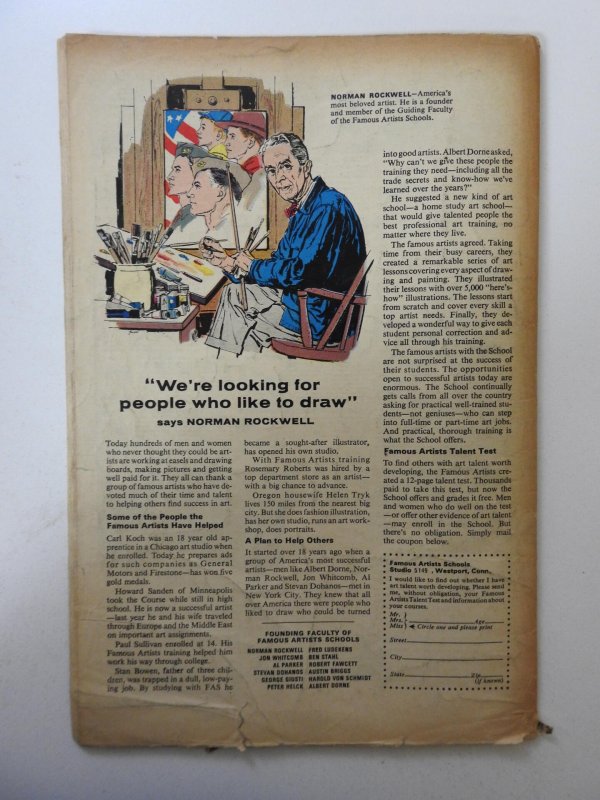 NORMAN ROCKWELL—America's
most beloved artist. He is a founder
and member of the Guiding Faculty
of the Famous Artists Schools.
"We're looking for
people who like to draw"
says NORMAN ROCKWELL
Today hundreds of men and women
who never thought they could be art-
ists are working at easels and drawing
boards, making pictures and getting
well paid for it. They all can thank a
group of famous artists who have de-
voted much of their time and talent
to helping others find success in art.
Some of the People the
Famous Artists Have Helped
Carl Koch was an 18 year old ap-
prentice in a Chicago art studio when
he enrolled. Today he prepares ads
for such companies as General
Motors and Firestone—has won five
gold medals.
Howard Sanden of Minneapolis
took the Course while still in high
school. He is now a successful artist
—last year he and his wife traveled
through Europe and the Middle East
on important art assignments.
Paul Sullivan enrolled at 14. His
Famous Artists training helped him
work his way through college.
Stan Bowen, father of three chil-
dren, was trapped in a dull, low-pay-
ing job. By studying with FAS he
became a sought-after illustrator,
has opened his own studio.
With Famous Artists training
Rosemary Roberts was hired by a
top department store as an artist—
with a big chance to advance.
Oregon housewife Helen Tryk
lives 150 miles from the nearest big
city. But she does fashion illustration,
has her own studio, runs an art work-
shop, does portraits.
A Plan to Help Others
It started over 18 years ago when a
group of America's most successful
artists—men like Albert Dorne, Nor-
man Rockwell, Jon Whitcomb, Al
Parker and Stevan Dohanos—met in
New York City. They knew that all
over America there were people who
liked to draw who could be turned
FOUNDING FACULTY OF
FAMOUS ARTISTS SCHOOLS
NORMAN ROCKWELL FRED LUDEKENS
JON WHITCOMB BEN STAHL
AL PARKER ROBERT FAWCETT
STEVAN DOHANOS AUSTIN BRIGGS
GEORGE GIUSTI HAROLD VON SCHMIDT
PETER HELCK ALBERT DORNE
into good artists. Albert Dorne asked,
"Why can't we give these people the
training they need—including all the
trade secrets and know-how we've
learned over the years?"
He suggested a new kind of art
school—a home study art school—
that would give talented people the
best professional art training, no
matter where they live.
The famous artists agreed. Taking
time from their busy careers, they
created a remarkable series of art
lessons covering every aspect of draw-
ing and painting. They illustrated
their lessons with over 5,000 "here's-
how" illustrations. The lessons start
from scratch and cover every skill a
top artist needs. Finally, they de-
veloped a wonderful way to give each
student personal correction and ad-
vice all through his training.
The famous artists with the School
are not surprised at the success of
their students. The opportunities
open to successful artists today are
enormous. The School continually
gets calls from all over the country
asking for practical well-trained stu-
dents—not geniuses—who can step
into full-time or part-time art jobs.
And practical, thorough training is
what the School offers.
Famous Artists Talent Test
To find others with art talent worth
developing, the Famous Artists cre-
ated a 12-page talent test. Thousands
paid to take this test, but now the
School offers and grades it free. Men
and women who do well on the test
—or offer other evidence of art talent
—may enroll in the School. But
there's no obligation. Simply mail
the coupon below.
Famous Artists Schools
Studio 5149, Westport, Conn.
I would like to find out whether I have
art talent worth developing. Please send
me, without obligation, your Famous
Artists Talent Test and information about
your courses.
Mr.
Mrs. Age
Miss Circle one and please print
Street
City
State Zip
(If known)